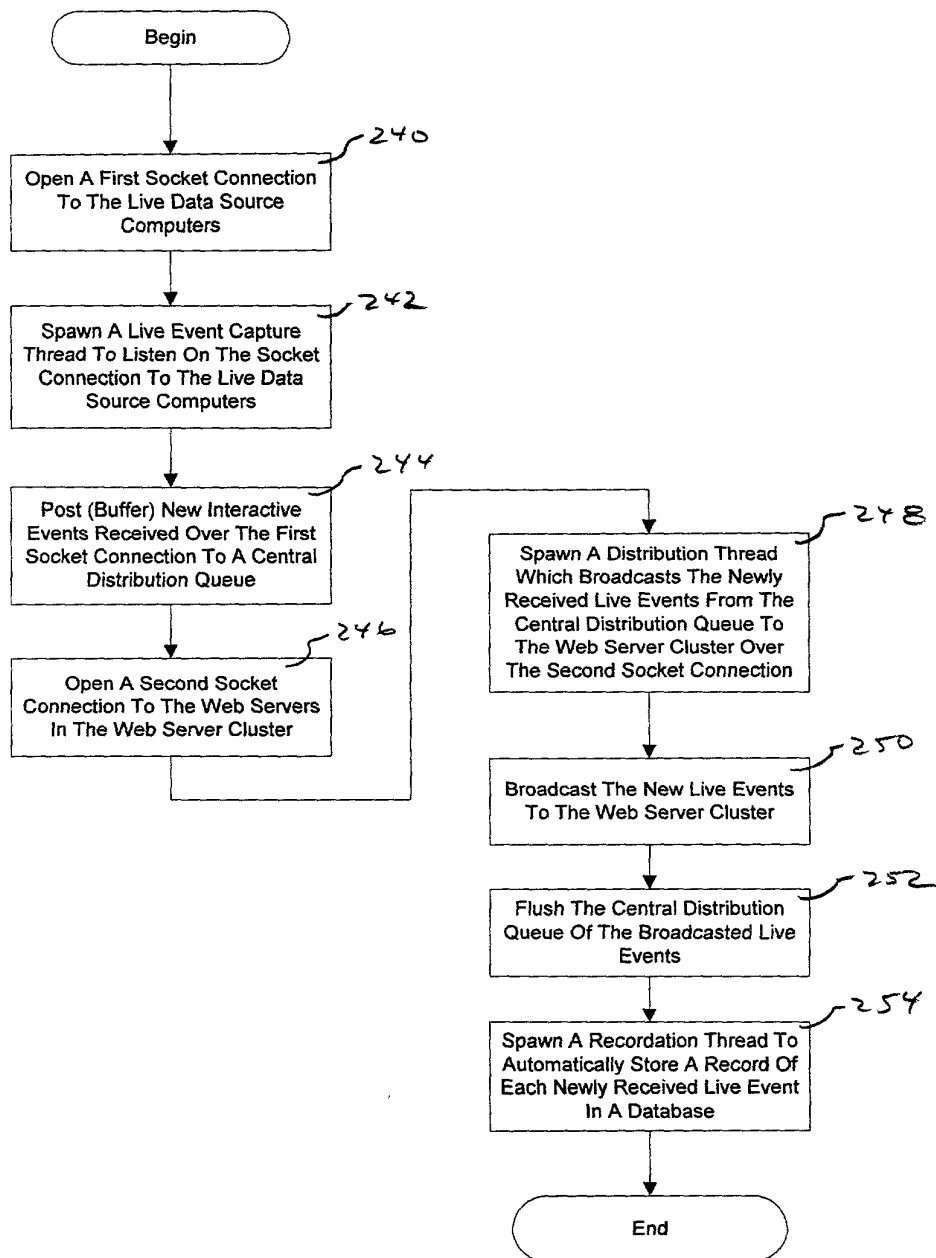 Begin
240
Open A First Socket Connection
To The Live Data Source
Computers
242
Spawn A Live Event Capture
Thread To Listen On The Socket
Connection To The Live Data
Source Computers
244
Post (Buffer) New Interactive
Events Received Over The First
Socket Connection To A Central
Distribution Queue
246
Open A Second Socket
Connection To The Web Servers
In The Web Server Cluster
248
Spawn A Distribution Thread
Which Broadcasts The Newly
Received Live Events From The
Central Distribution Queue To
The Web Server Cluster Over
The Second Socket Connection
250
Broadcast The New Live Events
To The Web Server Cluster
252
Flush The Central Distribution
Queue Of The Broadcasted Live
Events
254
Spawn A Recordation Thread To
Automatically Store A Record Of
Each Newly Received Live Event
In A Database
End